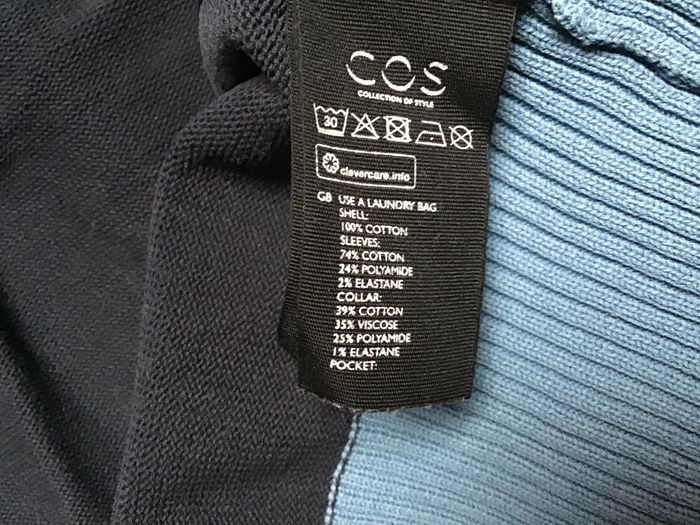 COS
COLLECTION OF STYLE
30
clevercare.info
GB USE A LAUNDRY BAG
SHELL:
100% COTTON
SLEEVES:
74% COTTON
24% POLYAMIDE
2% ELASTANE
COLLAR:
39% COTTON
35% VISCOSE
25% POLYAMIDE
1% ELASTANE
POCKET: